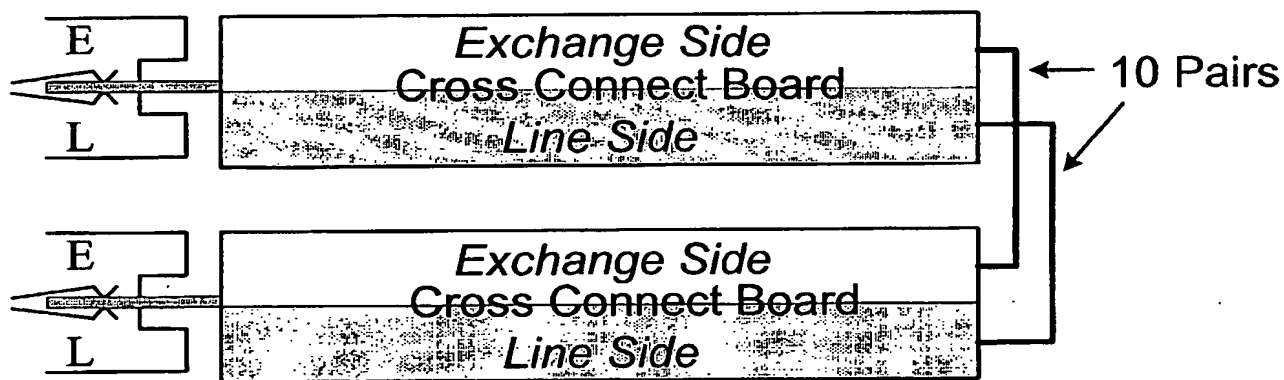 E
Exchange Side
Cross Connect Board
10 Pairs
L
Line Side
E
Exchange Side
Cross Connect Board
L
Line Side